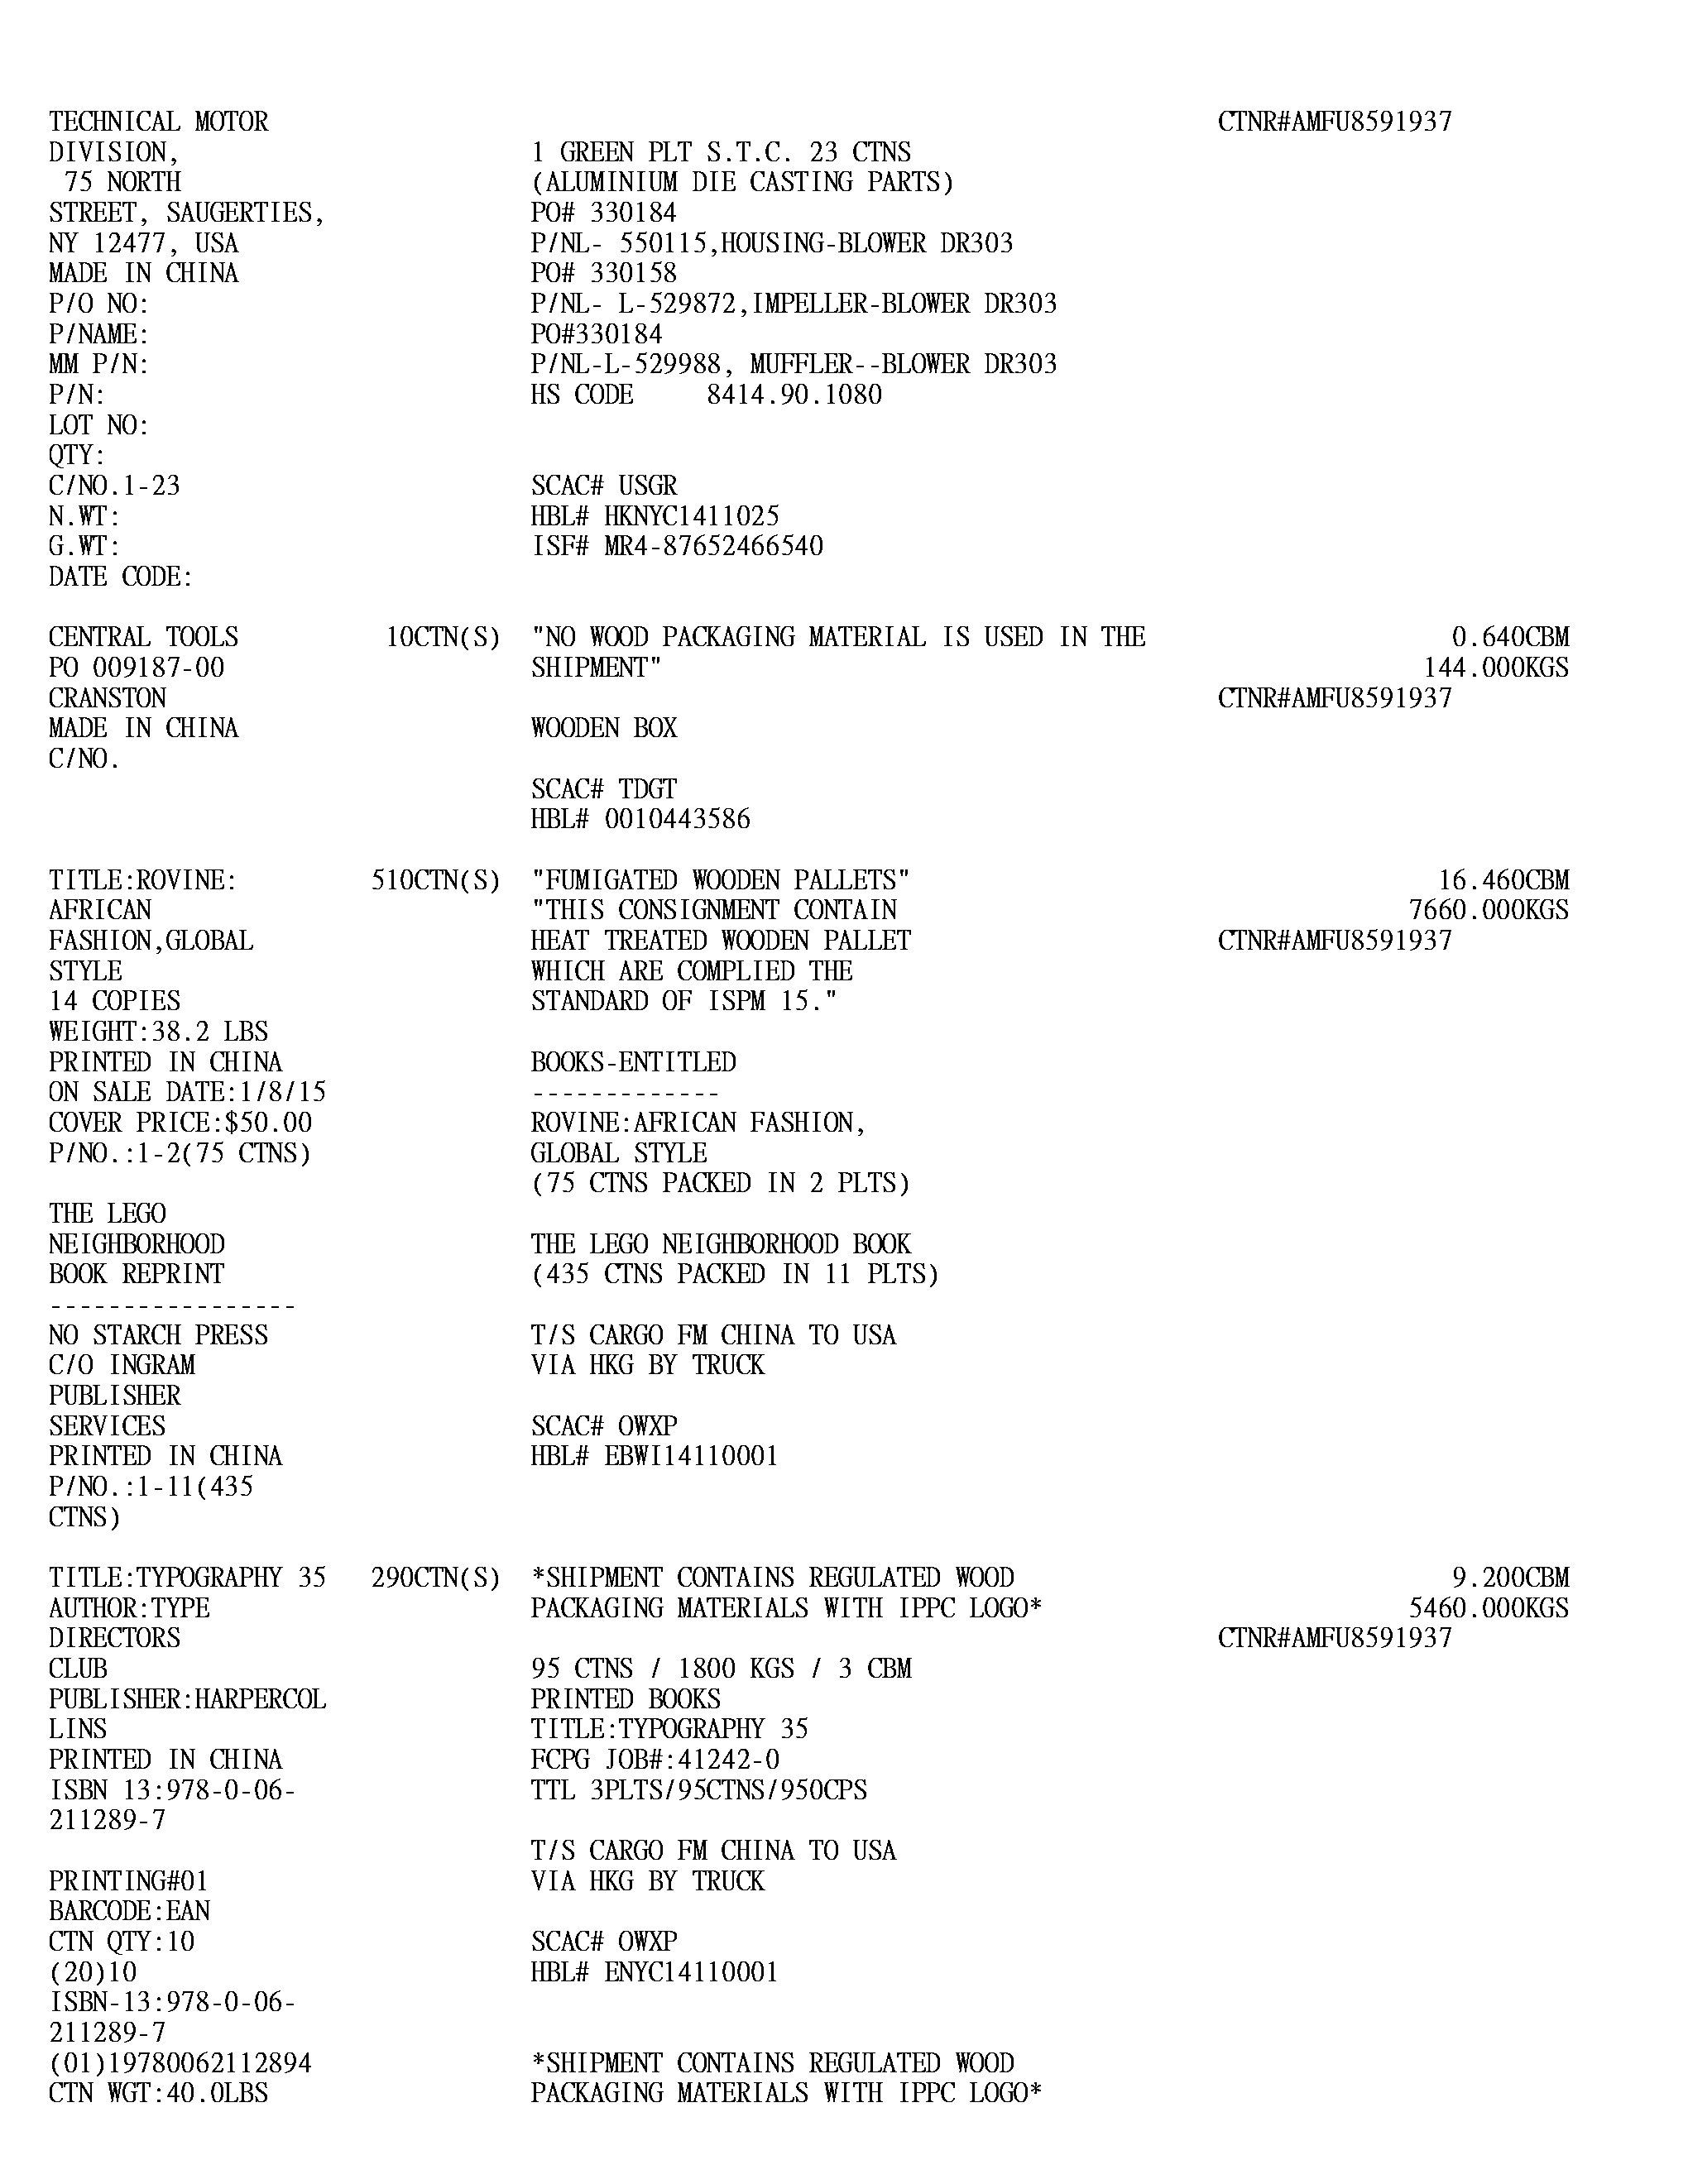 TECHNICAL MOTOR CTNR#AMFU8591937
DIVISION, 1 GREEN PLT S.T.C. 23 CTNS
75 NORTH (ALUMINIUM DIE CASTING PARTS)
STREET, SAUGERTIES, PO# 330184
NY 12477, USA P/NL- 550115,HOUSING-BLOWER DR303
MADE IN CHINA PO# 330158
P/O NO: P/NL- L-529872,IMPELLER-BLOWER DR303
P/NAME: PO#330184
MM P/N: P/NL-L-529988, MUFFLER--BLOWER DR303
P/N: HS CODE 8414.90.1080
LOT NO:
QTY:
C/NO.1-23 SCAC# USGR
N.WT: HBL# HKNYC1411025
G.WT: ISF# MR4-87652466540
DATE CODE:
CENTRAL TOOLS 10CTN(S) "NO WOOD PACKAGING MATERIAL IS USED IN THE 0.640CBM
PO 009187-00 SHIPMENT" 144.000KGS
CRANSTON CTNR#AMFU8591937
MADE IN CHINA WOODEN BOX
C/NO.
SCAC# TDGT
HBL# 0010443586
TITLE:ROVINE: 510CTN(S) "FUMIGATED WOODEN PALLETS" 16.460CBM
AFRICAN "THIS CONSIGNMENT CONTAIN 7660.000KGS
FASHION,GLOBAL HEAT TREATED WOODEN PALLET CTNR#AMFU8591937
STYLE WHICH ARE COMPLIED THE
14 COPIES STANDARD OF ISPM 15."
WEIGHT:38.2 LBS
PRINTED IN CHINA BOOKS-ENTITLED
ON SALE DATE:1/8/15 -------------
COVER PRICE:$50.00 ROVINE:AFRICAN FASHION,
P/NO.:1-2(75 CTNS) GLOBAL STYLE
(75 CTNS PACKED IN 2 PLTS)
THE LEGO
NEIGHBORHOOD THE LEGO NEIGHBORHOOD BOOK
BOOK REPRINT (435 CTNS PACKED IN 11 PLTS)
-----------------
NO STARCH PRESS T/S CARGO FM CHINA TO USA
C/O INGRAM VIA HKG BY TRUCK
PUBLISHER
SERVICES SCAC# OWXP
PRINTED IN CHINA HBL# EBWI14110001
P/NO.:1-11(435
CTNS)
TITLE:TYPOGRAPHY 35 290CTN(S) *SHIPMENT CONTAINS REGULATED WOOD 9.200CBM
AUTHOR:TYPE PACKAGING MATERIALS WITH IPPC LOGO* 5460.000KGS
DIRECTORS CTNR#AMFU8591937
CLUB 95 CTNS / 1800 KGS / 3 CBM
PUBLISHER:HARPERCOL PRINTED BOOKS
LINS TITLE:TYPOGRAPHY 35
PRINTED IN CHINA FCPG JOB#:41242-0
ISBN 13:978-0-06- TTL 3PLTS/95CTNS/950CPS
211289-7
T/S CARGO FM CHINA TO USA
PRINTING#01 VIA HKG BY TRUCK
BARCODE:EAN
CTN QTY:10 SCAC# OWXP
(20)10 HBL# ENYC14110001
ISBN-13:978-0-06-
211289-7
(01)19780062112894 *SHIPMENT CONTAINS REGULATED WOOD
CTN WGT:40.0LBS PACKAGING MATERIALS WITH IPPC LOGO*